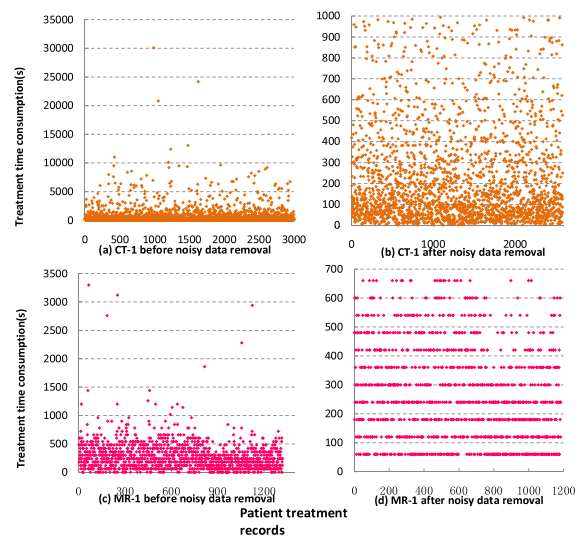 35000
30000
25000
20000
15000
10000
5000
0
0 500 1000 1500 2000 2500 3000
Treatment time consumption(s)
(a) CT-1 before noisy data removal
1000
900
800
700
600
500
400
300
200
100
0
0 1000 2000
(b) CT-1 after noisy data removal
3500
3000
2500
2000
1500
1000
500
0
0 300 600 900 1200
Treatment time consumption(s)
(c) MR-1 before noisy data removal
700
600
500
400
300
200
100
0
0 200 400 600 800 1000 1200
(d) MR-1 after noisy data removal
Patient treatment
records